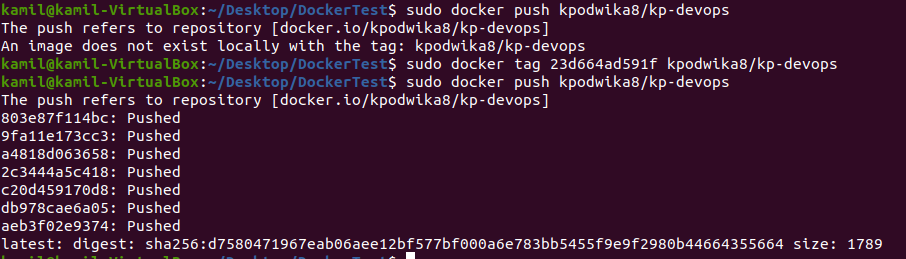 kamil@kamil-VirtualBox:~/Desktop/DockerTest$ sudo docker push kpodwika8/kp-devops
The push refers to repository [docker.io/kpodwika8/kp-devops]
An image does not exist locally with the tag: kpodwika8/kp-devops
kamil@kamil-VirtualBox:~/Desktop/DockerTest$ sudo docker tag 23d664ad591f kpodwika8/kp-devops
kamil@kamil-VirtualBox:~/Desktop/DockerTest$ sudo docker push kpodwika8/kp-devops
The push refers to repository [docker.io/kpodwika8/kp-devops]
803e87f114bc: Pushed
9fa11e173cc3: Pushed
a4818d063658: Pushed
2c3444a5c418: Pushed
c20d459170d8: Pushed
db978cae6a05: Pushed
aeb3f02e9374: Pushed
latest: digest: sha256:d7580471967eab06aee12bf577bf000a6e783bb5455f9e9f2980b44664355664 size: 1789
kamil@kamil-VirtualBox:~/Desktop/DockerTest$